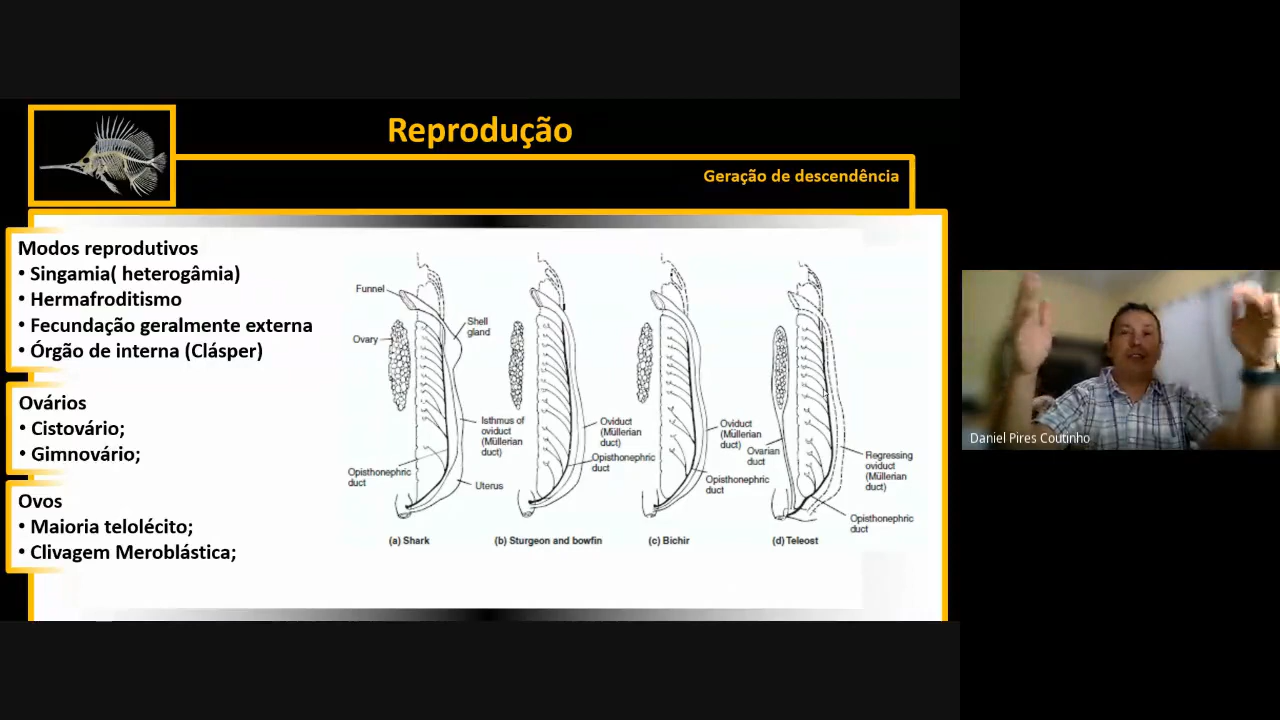 Reprodução
Geração de descendência
Modos reprodutivos
• Singamia( heterogâmia)
• Hermafroditismo
• Fecundação geralmente externa
• Órgão de interna (Clásper)
Ovários
• Cistovário;
• Gimnovário;
Ovos
• Maioria telolécito;
• Clivagem Meroblástica;
Funnel
Ovary
Shell
gland
Isthmus of
oviduct
(Müllerian
duct)
Opisthonephric
duct
Uterus
(a) Shark
Oviduct
(Müllerian
duct)
Opisthonephric
duct
(b) Sturgeon and bowfin
Oviduct
(Müllerian
duct)
Opisthonephric
duct
(c) Bichir
Ovarian
duct
Regressing
oviduct
(Müllerian
duct)
Opisthonephric
duct
(d) Teleost
Daniel Pires Coutinho